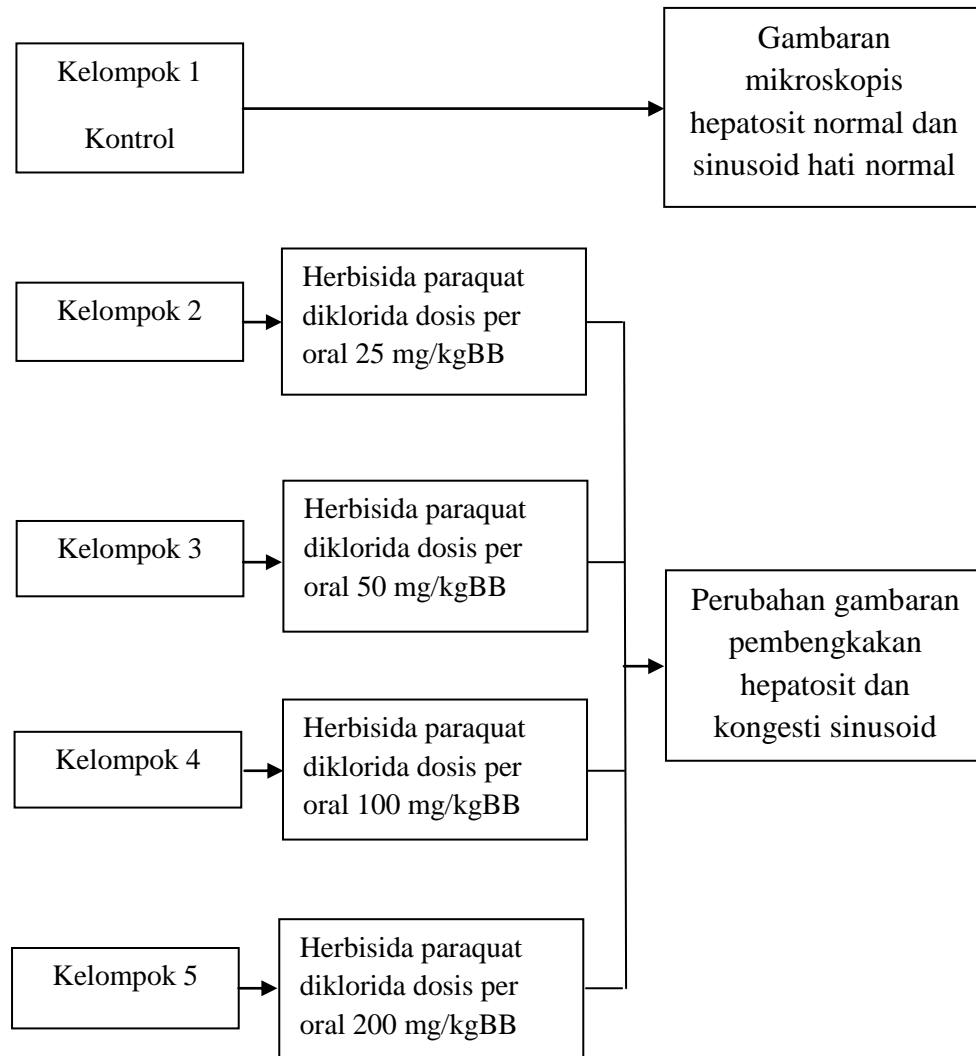 Kelompok 1
Kontrol
Gambaran
mikroskopis
hepatosit normal dan
sinusoid hati normal
Kelompok 2
Herbisida paraquat
diklorida dosis per
oral 25 mg/kgBB
Kelompok 3
Herbisida paraquat
diklorida dosis per
oral 50 mg/kgBB
Perubahan gambaran
pembengkakan
hepatosit dan
kongesti sinusoid
Kelompok 4
Herbisida paraquat
diklorida dosis per
oral 100 mg/kgBB
Kelompok 5
Herbisida paraquat
diklorida dosis per
oral 200 mg/kgBB